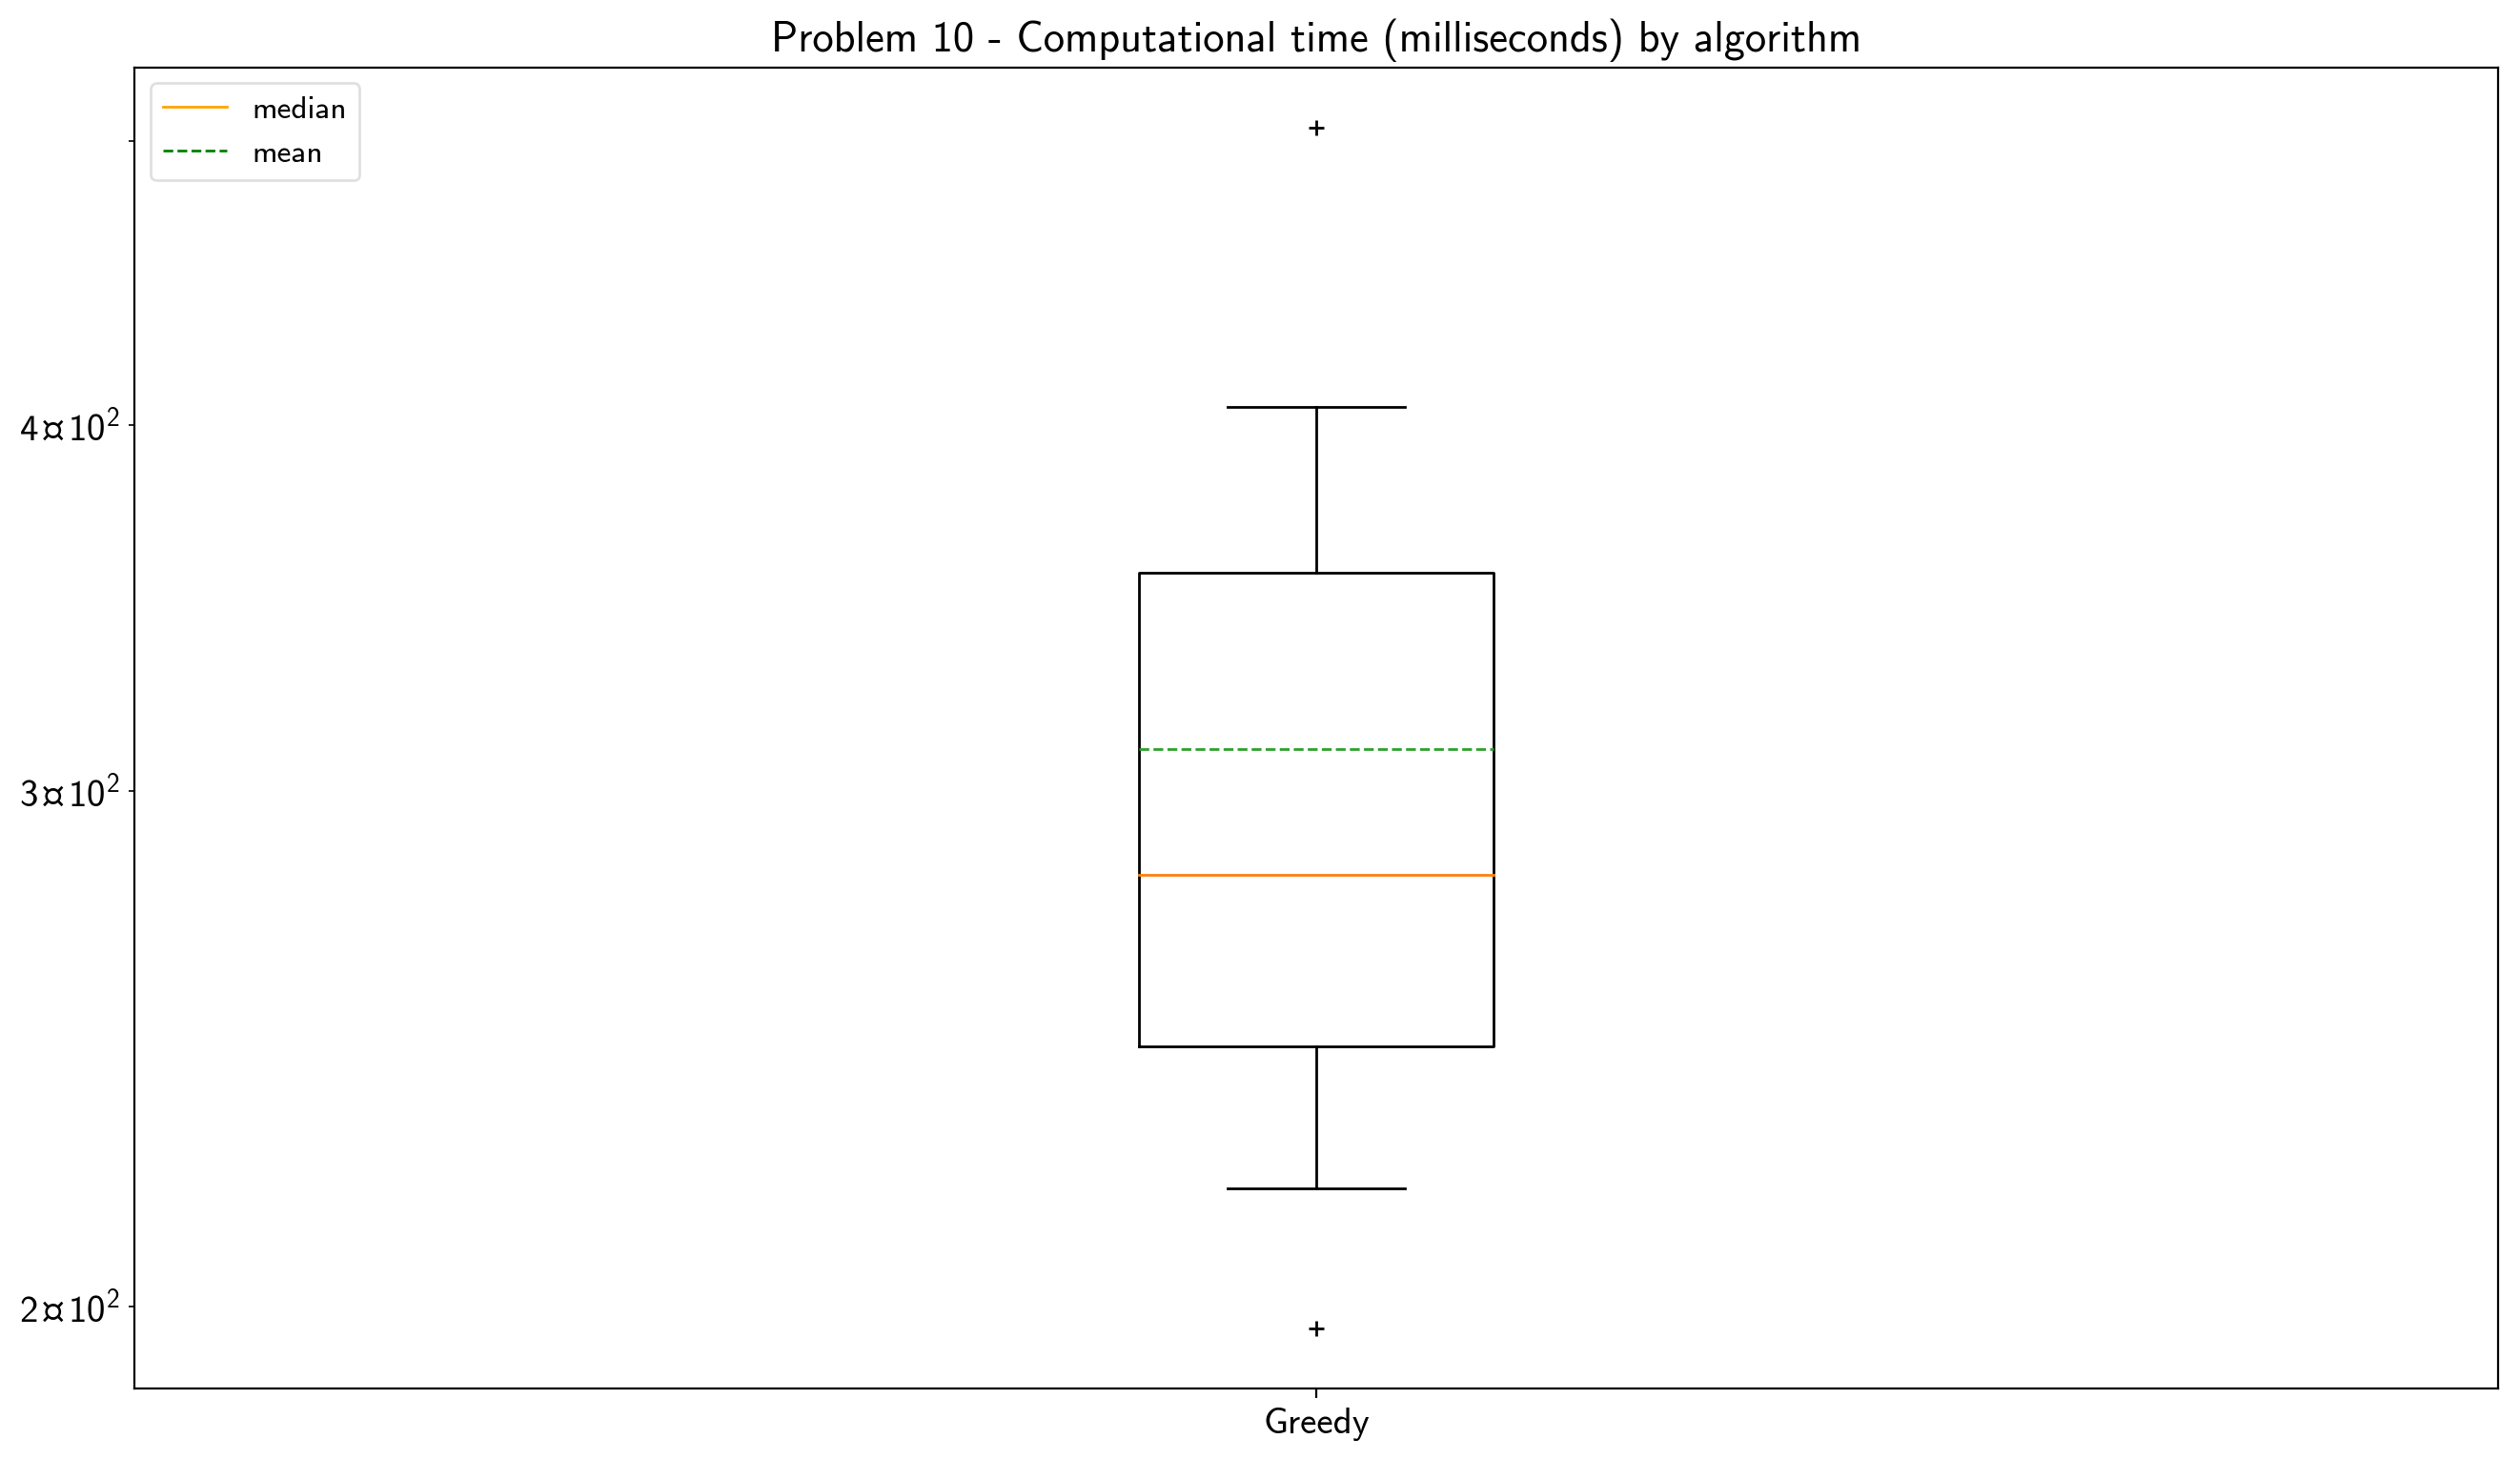 Problem 10 - Computational time (milliseconds) by algorithm
median
mean
4¤10²
3¤10²
2¤10²
Greedy